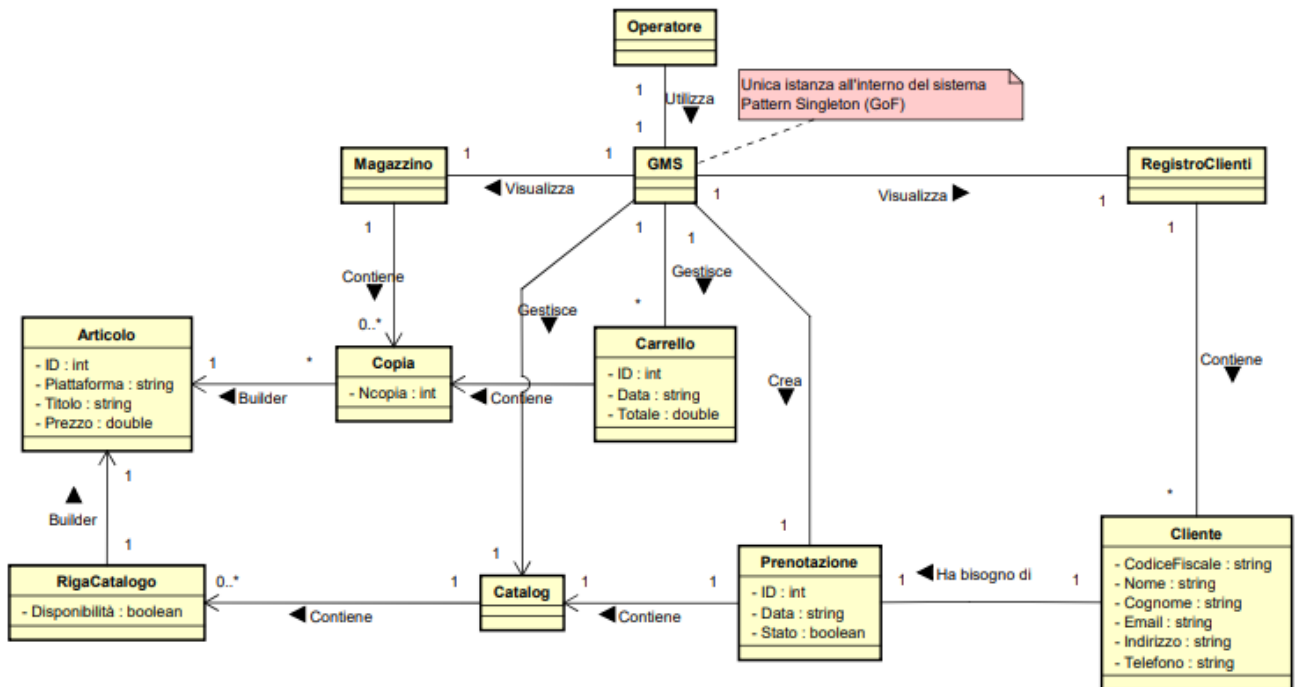 Operatore
1
Utilizza
1
Unica istanza all'interno del sistema
Pattern Singleton (GoF)
Magazzino
1
1
GMS
RegistroClienti
Visualizza
1
Visualizza
1
1
1
1
1
Contiene
Gestisce
0..*
Gestisce
*
Articolo
- ID : int
- Piattaforma : string
- Titolo : string
- Prezzo : double
1
*
Builder
Copia
- Ncopia : int
Contiene
Carrello
- ID : int
- Data : string
- Totale : double
Crea
Contiene
1
Builder
1
*
1
1
RigaCatalogo
- Disponibilità : boolean
0..*
1
Contiene
Catalog
1
1
Contiene
Prenotazione
- ID : int
- Data : string
- Stato : boolean
1
Ha bisogno di
1
Cliente
- CodiceFiscale : string
- Nome : string
- Cognome : string
- Email : string
- Indirizzo : string
- Telefono : string